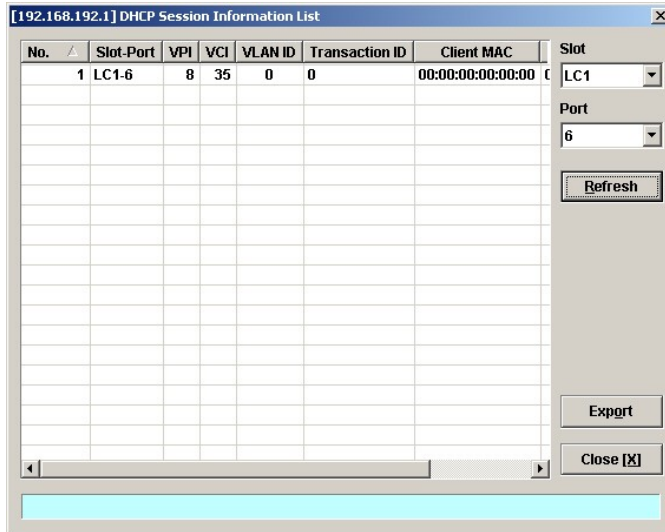 [192.168.192.1] DHCP Session Information List
No. Slot-Port VPI VCI VLAN ID Transaction ID Client MAC
1 LC1-6 8 35 0 0 00:00:00:00:00:00
Slot
LC1
Port
6
Refresh
Export
Close [X]